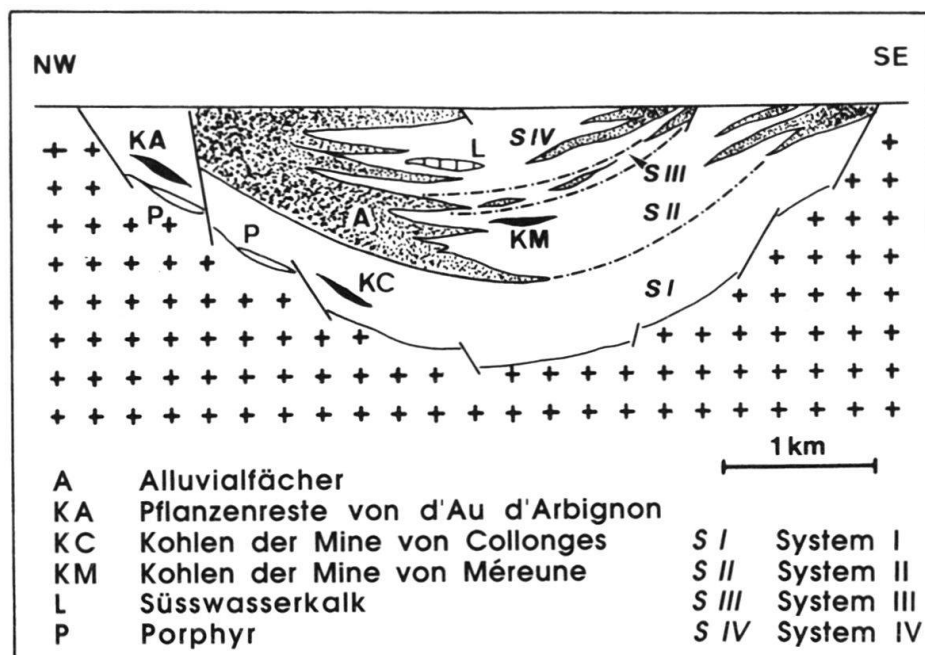 NW SE
KA
L
S IV
S III
P
A
S II
P
KM
KC
S I
1 km
A Alluvialfächer
KA Pflanzenreste von d'Au d'Arbignon
KC Kohlen der Mine von Collonges S I System I
KM Kohlen der Mine von Méreune S II System II
L Süsswasserkalk S III System III
P Porphyr S IV System IV